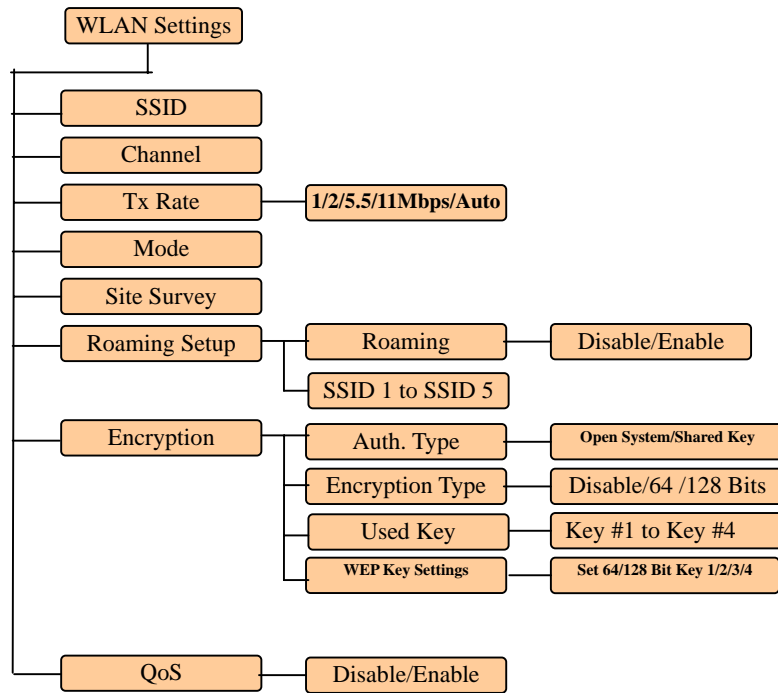 WLAN Settings
SSID
Channel
Tx Rate
1/2/5.5/11Mbps/Auto
Mode
Site Survey
Roaming Setup
Roaming
Disable/Enable
SSID 1 to SSID 5
Encryption
Auth. Type
Open System/Shared Key
Encryption Type
Disable/64 /128 Bits
Used Key
Key #1 to Key #4
WEP Key Settings
Set 64/128 Bit Key 1/2/3/4
QoS
Disable/Enable